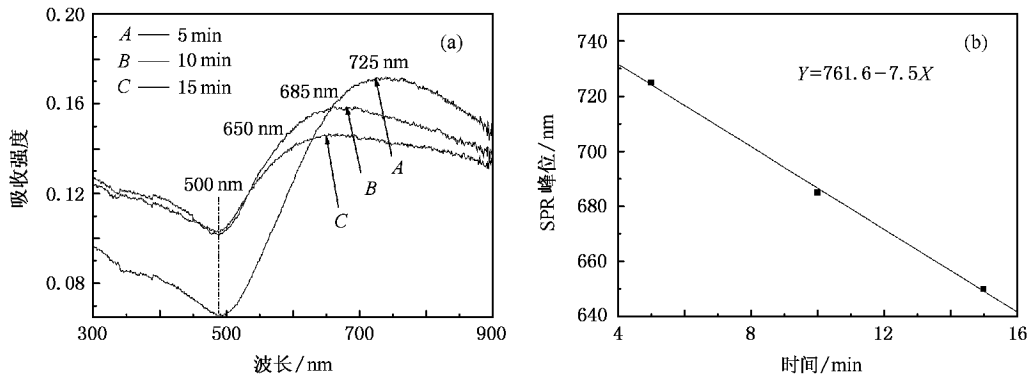 (a)
A — 5 min
B — 10 min
C — 15 min
725 nm
685 nm
650 nm
500 nm
A
B
C
0.20
0.16
0.12
0.08
吸收强度
300 500 700 900
波长/nm
(b)
Y=761.6−7.5X
740
720
700
680
660
640
SPR 峰位/nm
4 8 12 16
时间/min